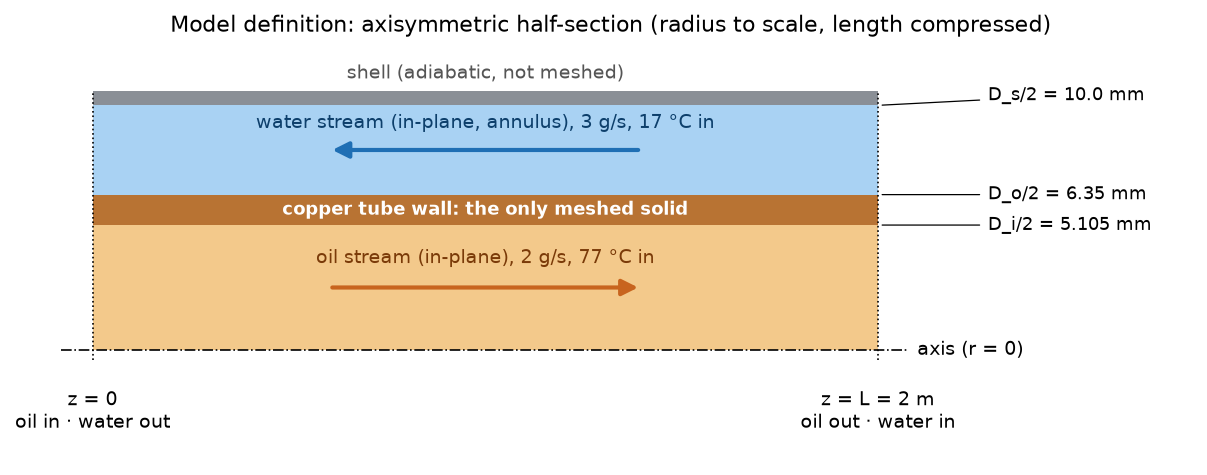 Model definition: axisymmetric half-section (radius to scale, length compressed)
shell (adiabatic, not meshed)
D_s/2 = 10.0 mm
water stream (in-plane, annulus), 3 g/s, 17 °C in
D_o/2 = 6.35 mm
copper tube wall: the only meshed solid
D_i/2 = 5.105 mm
oil stream (in-plane), 2 g/s, 77 °C in
axis (r = 0)
z = 0
oil in · water out
z = L = 2 m
oil out · water in